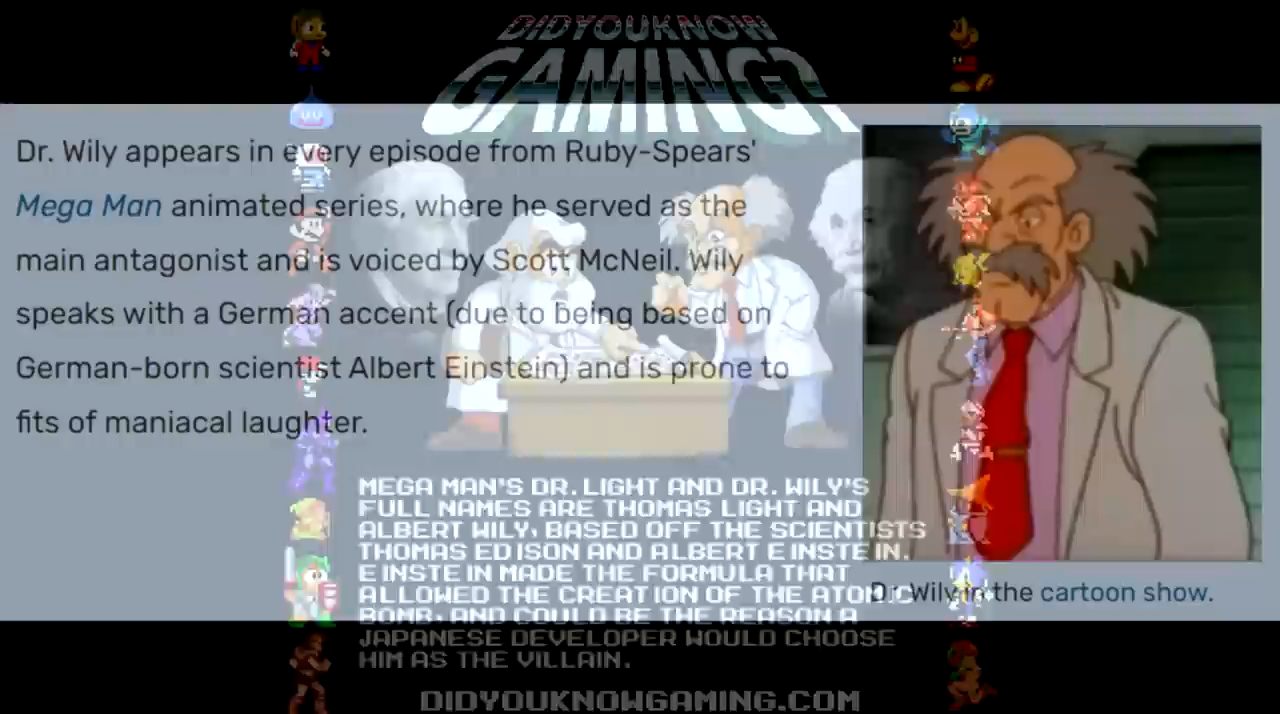 DIDYOUKNOW
GAMING?
Dr. Wily appears in every episode from Ruby-Spears'
Mega Man animated series, where he served as the
main antagonist and is voiced by Scott McNeil. Wily
speaks with a German accent (due to being based on
German-born scientist Albert Einstein) and is prone to
fits of maniacal laughter.
MEGA MAN'S DR. LIGHT AND DR. WILY'S
FULL NAMES ARE THOMAS LIGHT AND
ALBERT WILY, BASED OFF THE SCIENTISTS
THOMAS EDISON AND ALBERT EINSTEIN.
EINSTEIN MADE THE FORMULA THAT
ALLOWED THE CREATION OF THE ATOMIC
BOMB, AND COULD BE THE REASON A
JAPANESE DEVELOPER WOULD CHOOSE
HIM AS THE VILLAIN.
Dr. Wily in the cartoon show.
DIDYOUKNOWGAMING.COM